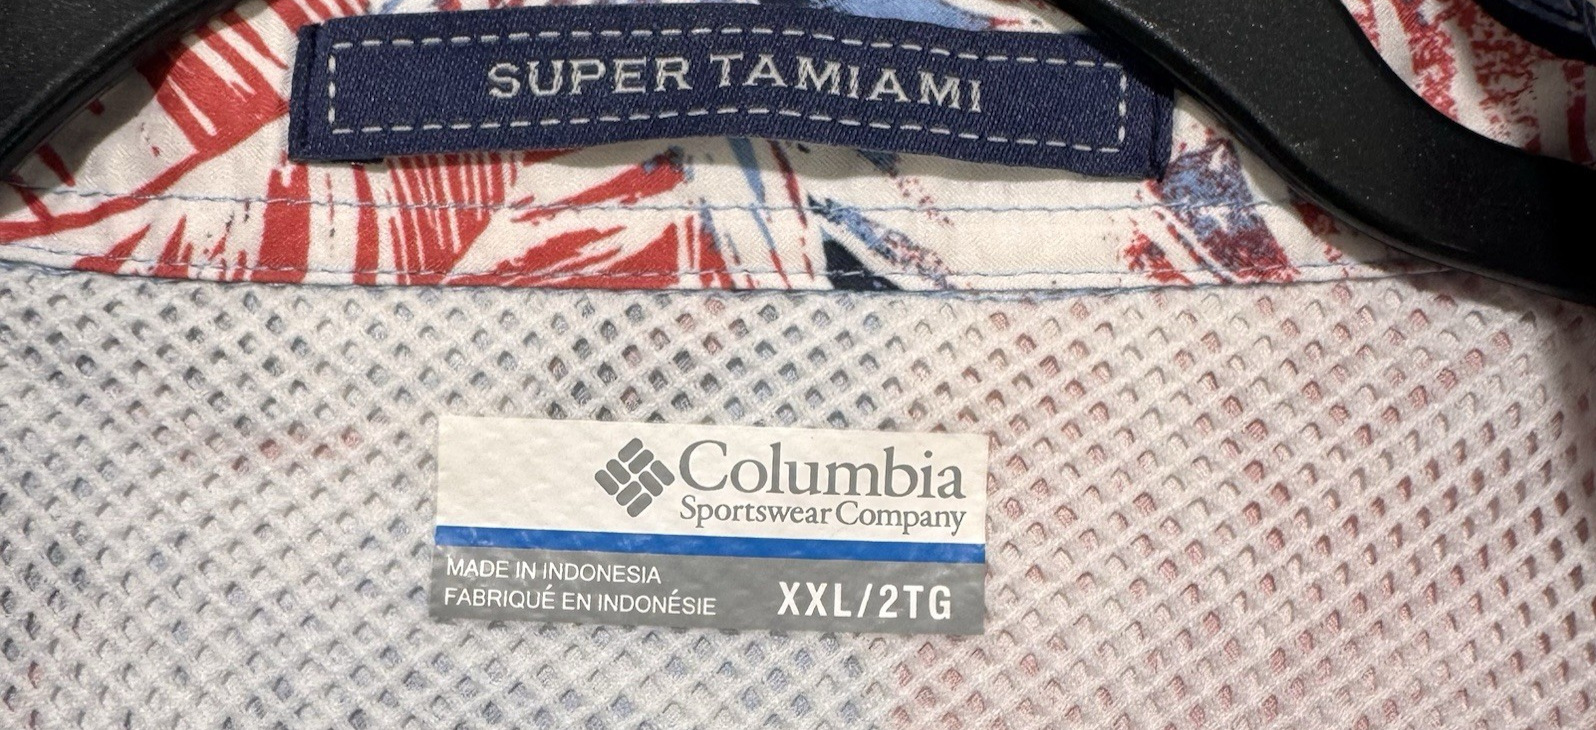 SUPER TAMIAMI
Columbia
Sportswear Company
MADE IN INDONESIA
FABRIQUÉ EN INDONÉSIE
XXL/2TG